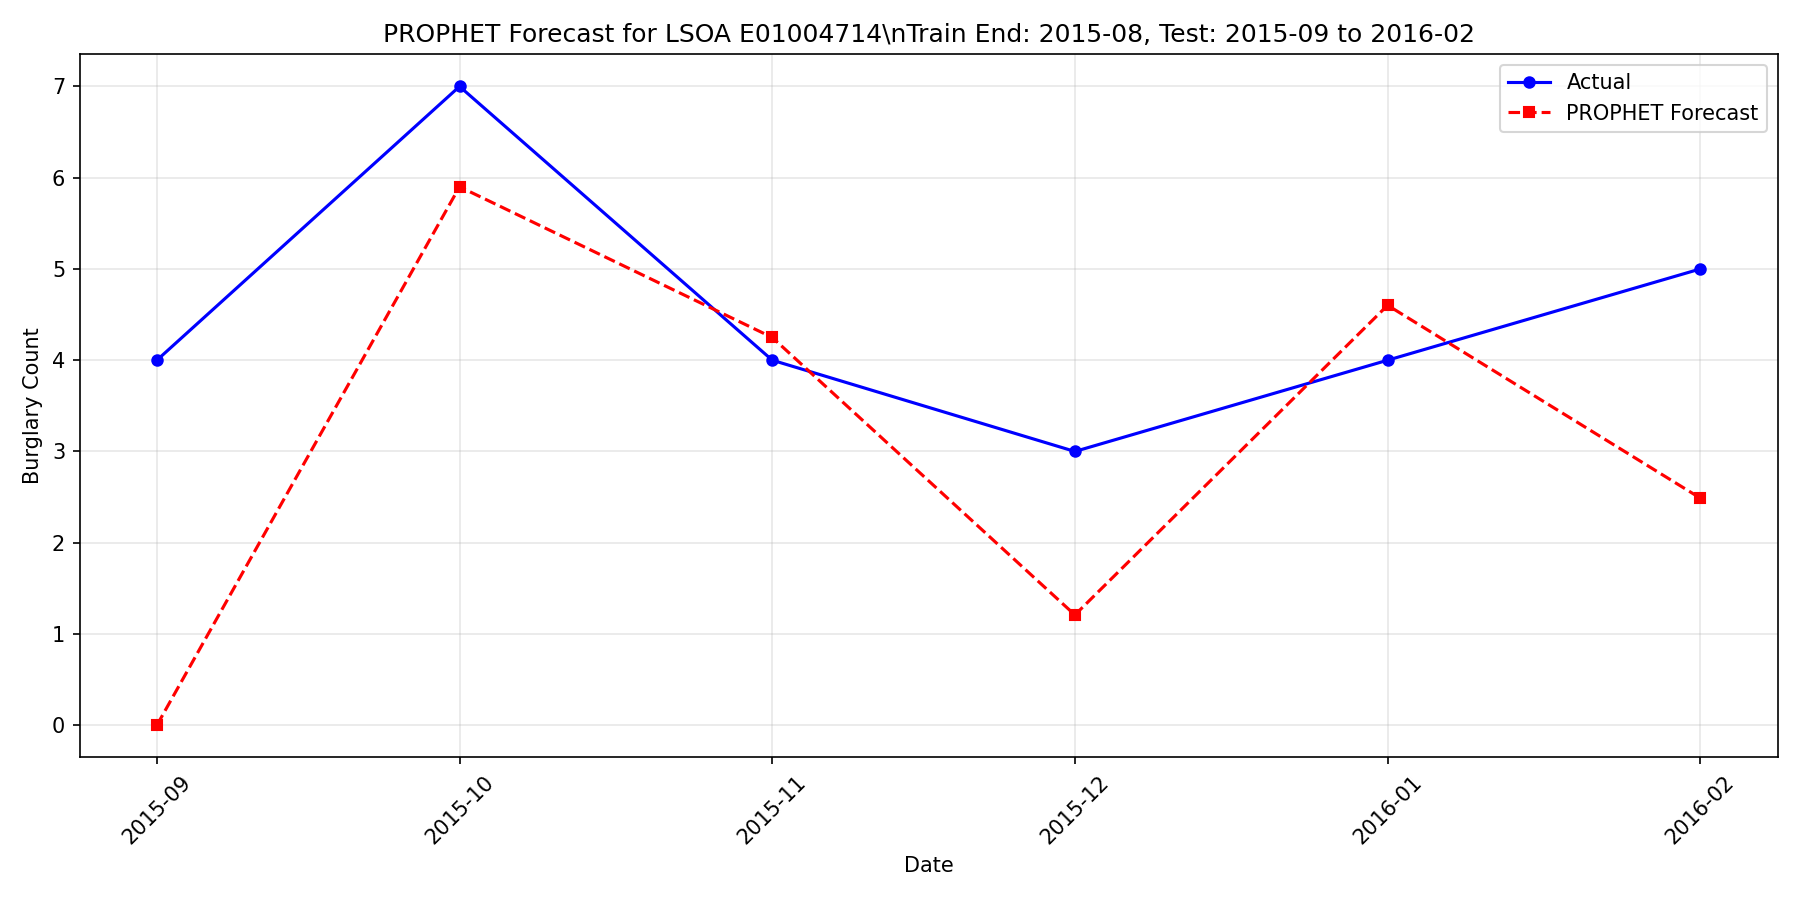 PROPHET Forecast for LSOA E01004714\nTrain End: 2015-08, Test: 2015-09 to 2016-02
Actual
PROPHET Forecast
Burglary Count
7
6
5
4
3
2
1
0
2015-09
2015-10
2015-11
2015-12
2016-01
2016-02
Date